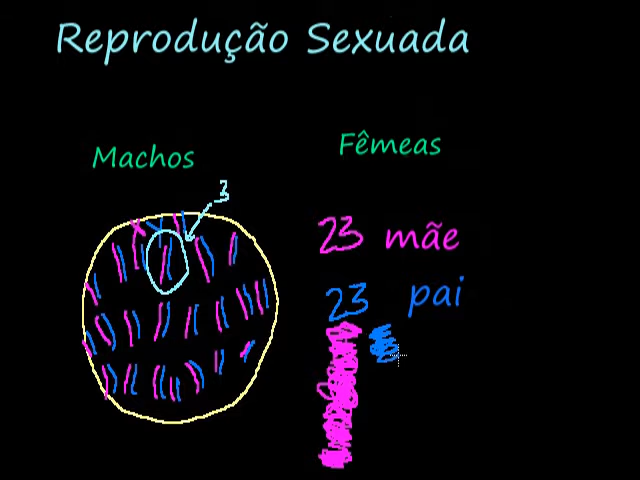 Reprodução Sexuada
Machos
Fêmeas
3
23 mãe
23 pai